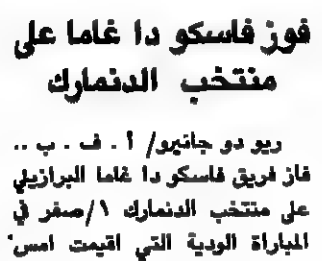 فوز فاسكو دا غاما على
منتخب الدنمارك
ريو دو جانيرو/ أ . ف . ب ..
فاز فريق فاسكو دا غاما البرازيلي
على منتخب الدنمارك ١/صفر في
المباراة الودية التي اقيمت امس